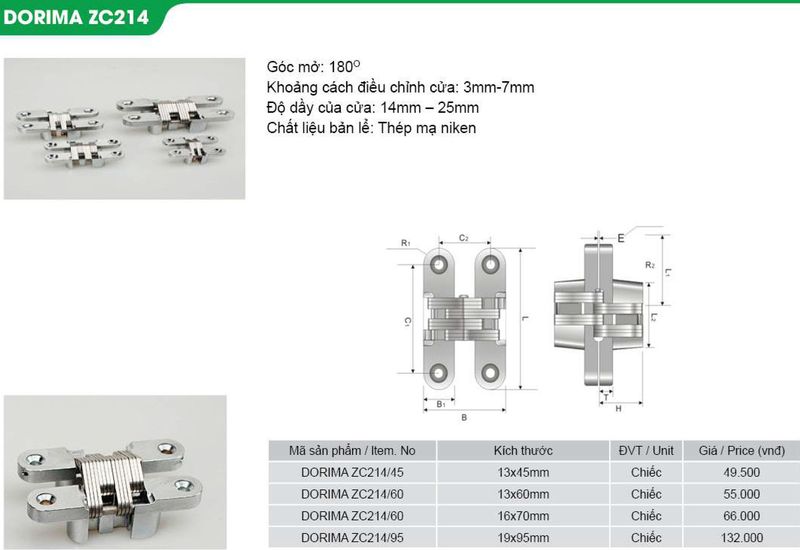 DORIMA ZC214
Góc mở: 180⁰
Khoảng cách điều chỉnh cửa: 3mm-7mm
Độ dầy của cửa: 14mm – 25mm
Chất liệu bản lề: Thép mạ niken
R1 C2 E
R2 L1
C1 L L2
B1 T
B H
Mã sản phẩm / Item. No Kích thước ĐVT / Unit Giá / Price (vnđ)
DORIMA ZC214/45 13x45mm Chiếc 49.500
DORIMA ZC214/60 13x60mm Chiếc 55.000
DORIMA ZC214/60 16x70mm Chiếc 66.000
DORIMA ZC214/95 19x95mm Chiếc 132.000